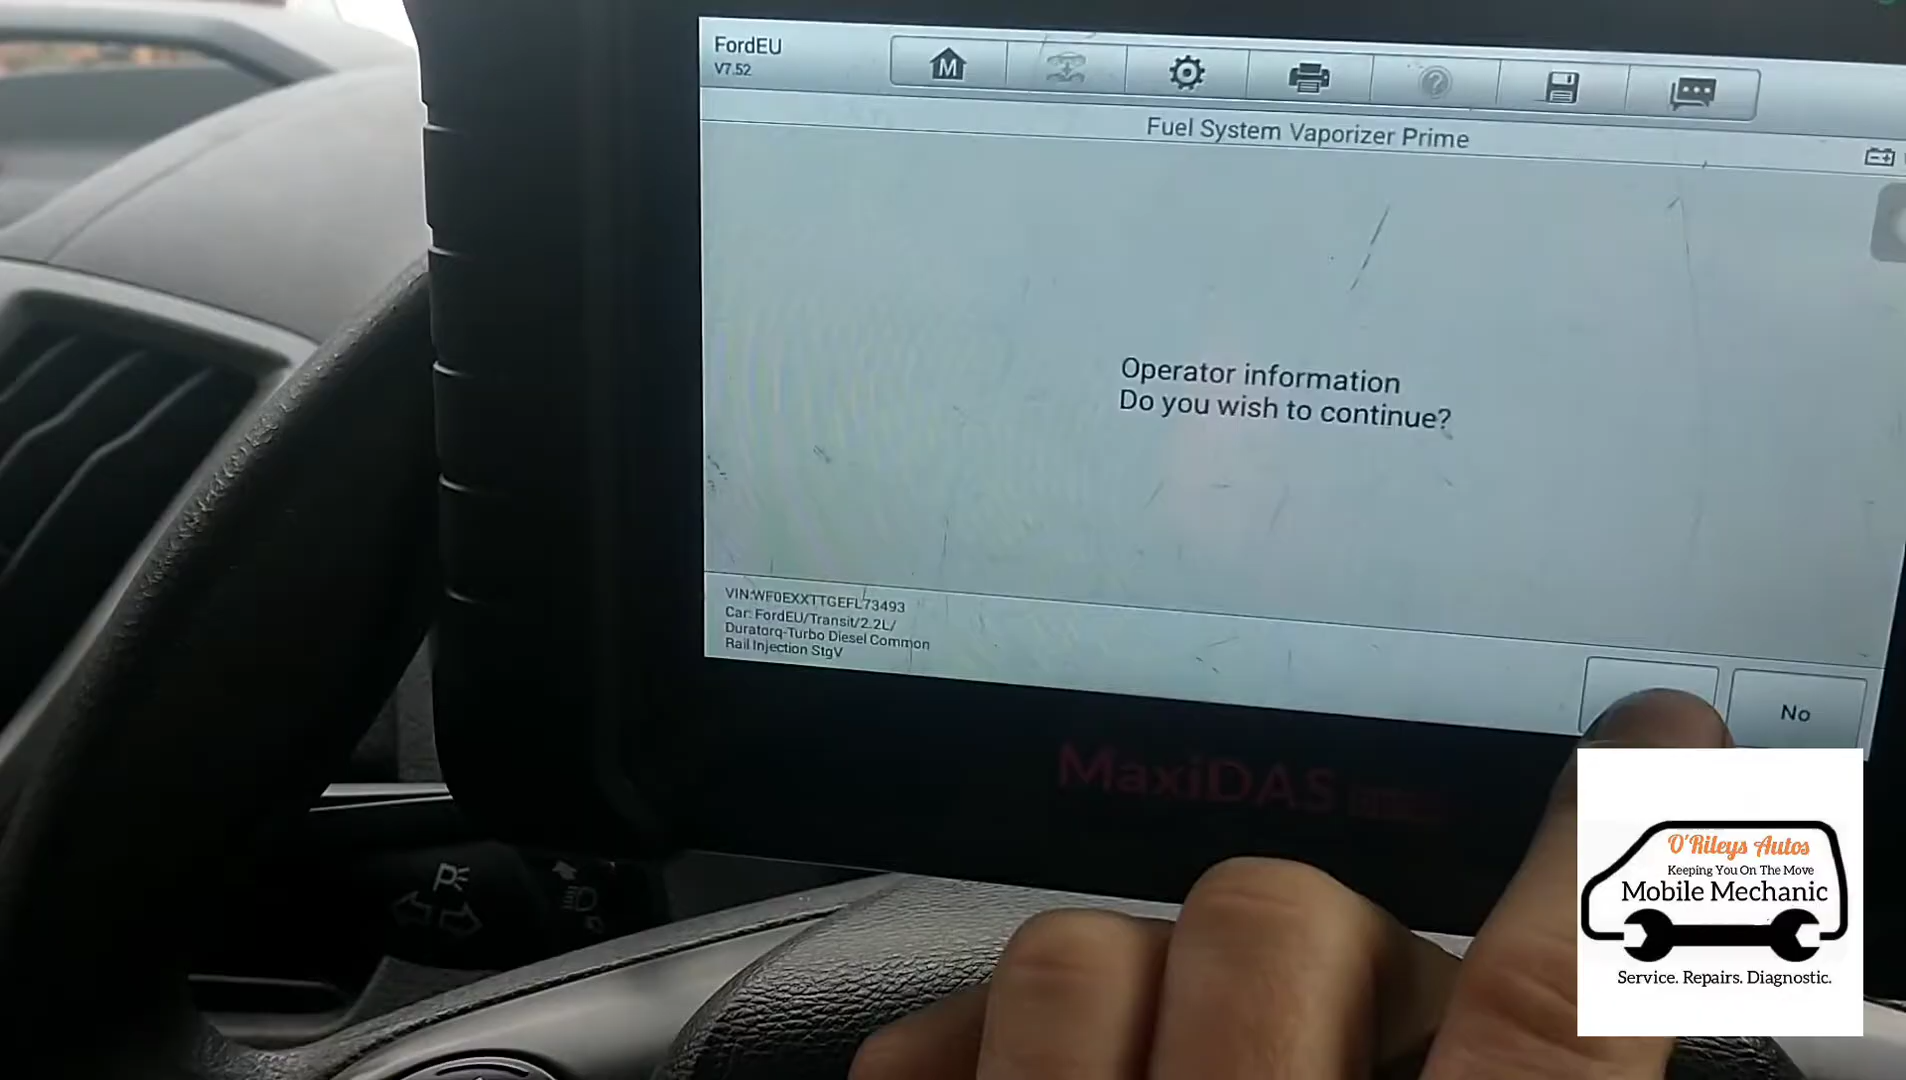 FordEU
V7.52
M
Fuel System Vaporizer Prime
Operator information
Do you wish to continue?
VIN:WF0EXXTTGEFL73493
Car: FordEU/Transit/2.2L/
Duratorq-Turbo Diesel Common
Rail Injection StgV
No
MaxiDAS
P
O'Rileys Autos
Keeping You On The Move
Mobile Mechanic
Service. Repairs. Diagnostic.